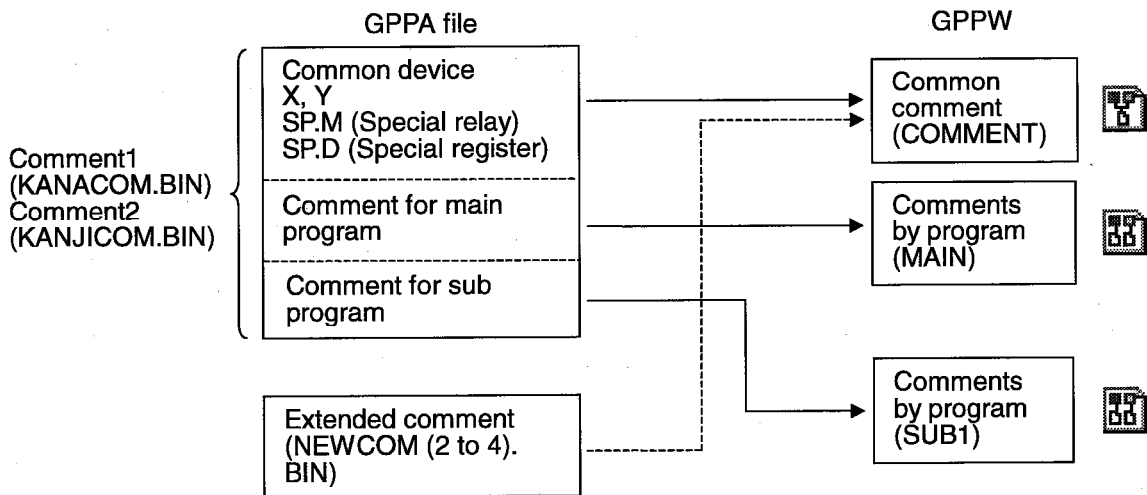 GPPA file
GPPW
Comment1
(KANACOM.BIN)
Comment2
(KANJICOM.BIN)
Common device
X, Y
SP.M (Special relay)
SP.D (Special register)
Comment for main
program
Comment for sub
program
Extended comment
(NEWCOM (2 to 4).
BIN)
Common
comment
(COMMENT)
Comments
by program
(MAIN)
Comments
by program
(SUB1)